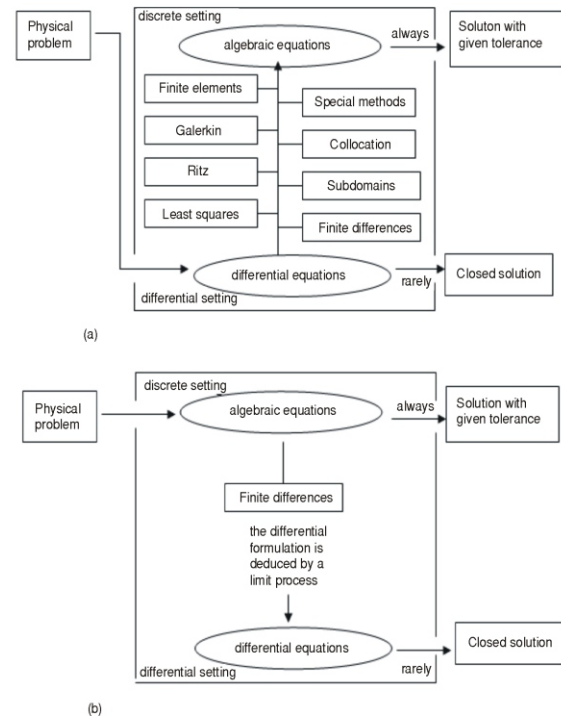 discrete setting
Physical
problem
algebraic equations
always
Soluton with
given tolerance
Finite elements
Special methods
Galerkin
Collocation
Ritz
Subdomains
Least squares
Finite differences
differential equations
rarely
Closed solution
differential setting
(a)
discrete setting
Physical
problem
algebraic equations
always
Solution with
given tolerance
Finite differences
the differential
formulation is
deduced by a
limit process
differential equations
Closed solution
differential setting
rarely
(b)